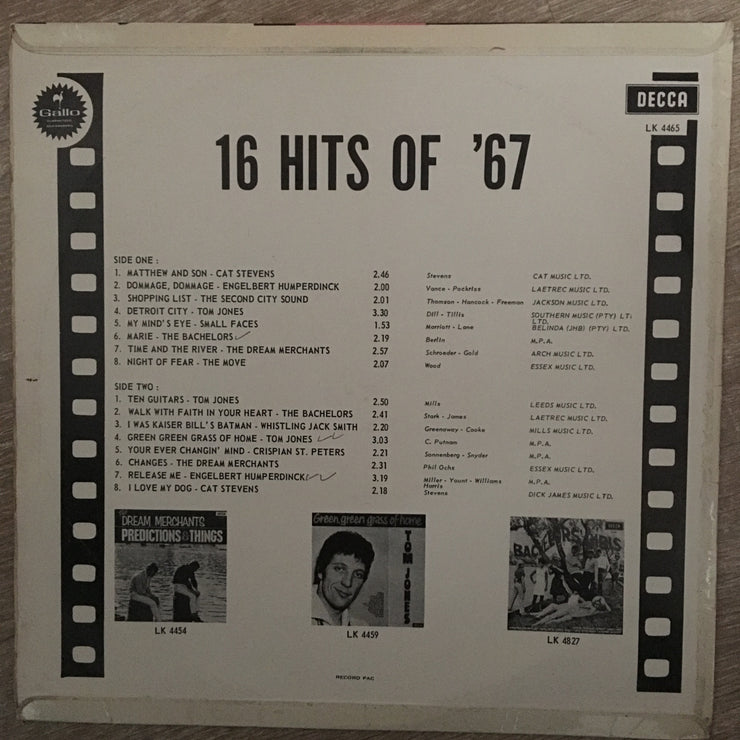 Gallo
DECCA
LK 4465
16 HITS OF '67
SIDE ONE :
1. MATTHEW AND SON - CAT STEVENS 2.46 Stevens CAT MUSIC LTD.
2. DOMMAGE, DOMMAGE - ENGELBERT HUMPERDINCK 2.00 Vance - Pockriss LAETREC MUSIC LTD.
3. SHOPPING LIST - THE SECOND CITY SOUND 2.01 Thomson - Hancock - Freeman JACKSON MUSIC LTD.
4. DETROIT CITY - TOM JONES 3.30 Dill - Tillis SOUTHERN MUSIC (PTY) LT
LTD.
5. MY MIND'S EYE - SMALL FACES 1.53 Marriott - Lane BELINDA (JHB) (PTY) LT.
6. MARIE - THE BACHELORS 2.19 Berlin M.P.A.
7. TIME AND THE RIVER - THE DREAM MERCHANTS 2.57 Schroeder - Gold ARCH MUSIC LTD.
8. NIGHT OF FEAR - THE MOVE 2.07 Wood ESSEX MUSIC LTD.
SIDE TWO :
1. TEN GUITARS - TOM JONES 2.50 Mills LEEDS MUSIC LTD.
2. WALK WITH FAITH IN YOUR HEART - THE BACHELORS 2.41 Stark - James LAETREC MUSIC LTD.
3. I WAS KAISER BILL'S BATMAN - WHISTLING JACK SMITH 2.20 Greenaway - Cooke MILLS MUSIC LTD.
4. GREEN GREEN GRASS OF HOME - TOM JONES 3.03 C. Putnam M.P.A.
5. YOUR EVER CHANGIN' MIND - CRISPIAN ST. PETERS 2.21 Sonnenberg - Snyder M.P.A.
6. CHANGES - THE DREAM MERCHANTS 2.31 Phil Ochs ESSEX MUSIC LTD.
7. RELEASE ME - ENGELBERT HUMPERDINCK 3.19 Miller - Yount - Williams M.P.A.
Harris
8. I LOVE MY DOG - CAT STEVENS 2.18 Stevens DICK JAMES MUSIC LTD.
DREAM MERCHANTS
PREDICTIONS & THINGS
LK 4454
Green, green grass of home
TOM JONES
LK 4459
DECCA
LK 4827
RECORD PAC